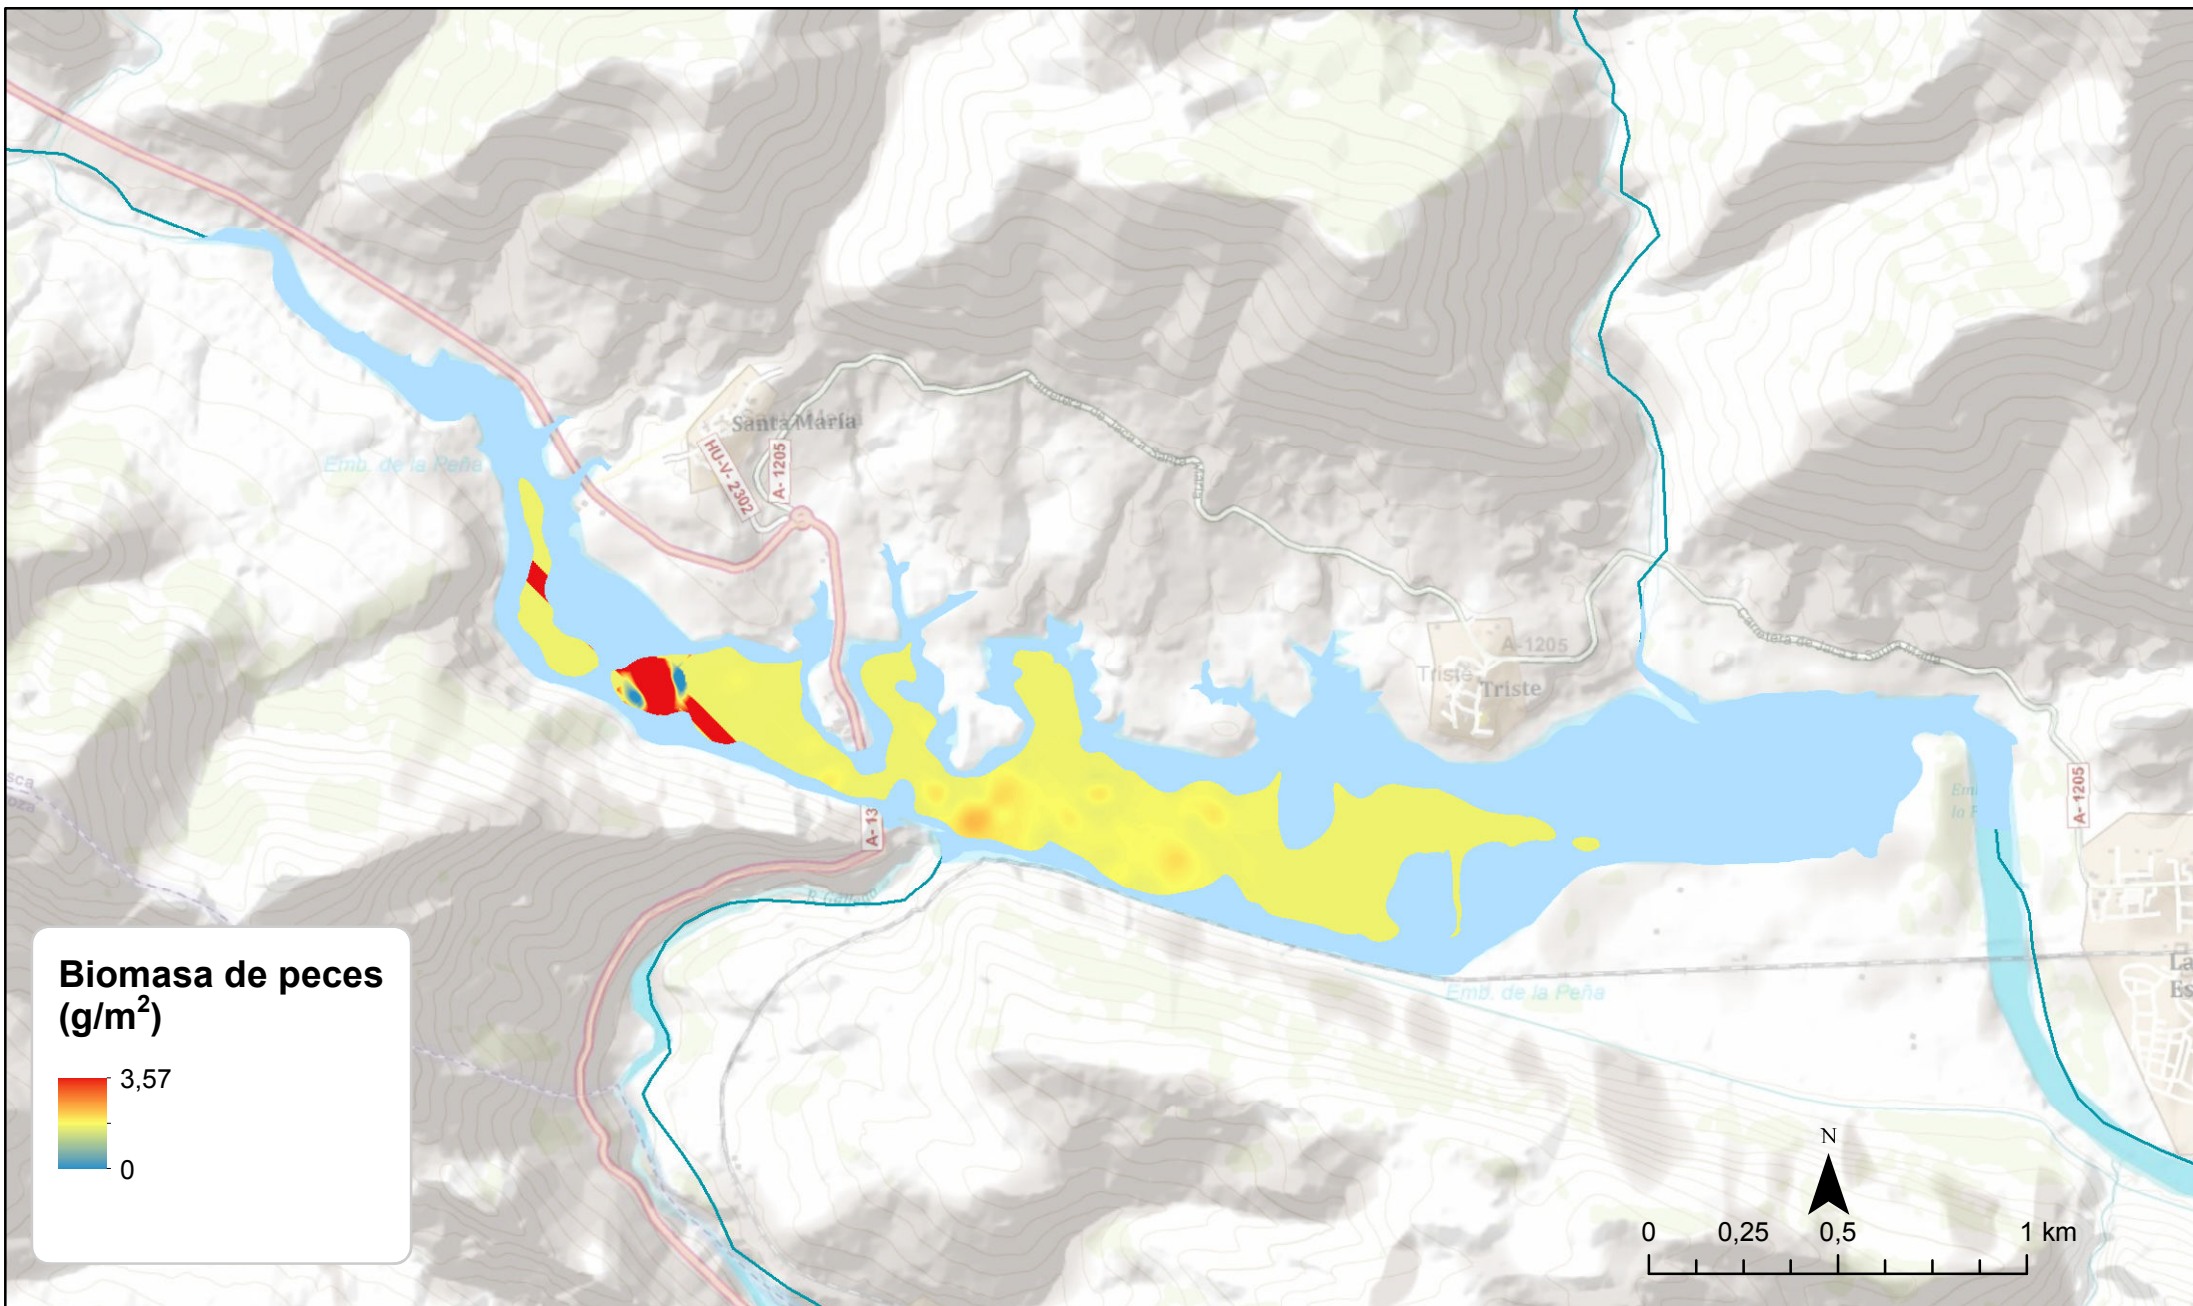 Santa María
HU-V-2302
A-1205
Emb. de la Peña
A-1205
Triste
Triste
A-1205
A-13
R. Gállego
Emb. de la Peña
Biomasa de peces
(g/m²)
3,57
0
N
0 0,25 0,5 1 km